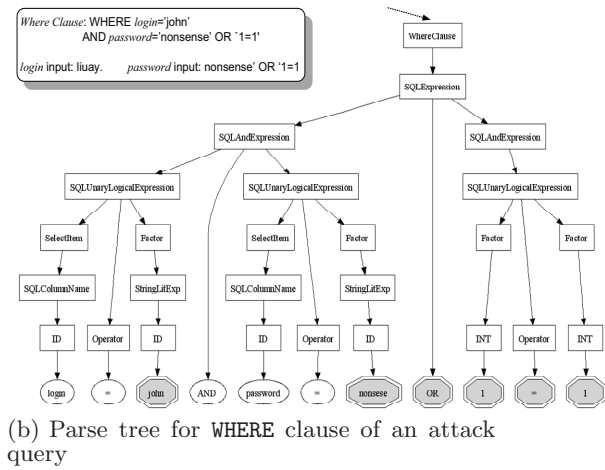 Where Clause: WHERE login='john'
AND password='nonsense' OR `1=1'
login input: liuay. password input: nonsense' OR '1=1
WhereClause
SQLExpression
SQLAndExpression SQLAndExpression
SQLUnaryLogicalExpression SQLUnaryLogicalExpression SQLUnaryLogicalExpression
SelectItem Factor SelectItem Factor Factor Factor
SQLColumnName StringLitExp SQLColumnName StringLitExp
ID Operator ID ID Operator ID INT Operator INT
login = john AND password = nonsese OR 1 = 1
(b) Parse tree for WHERE clause of an attack
query